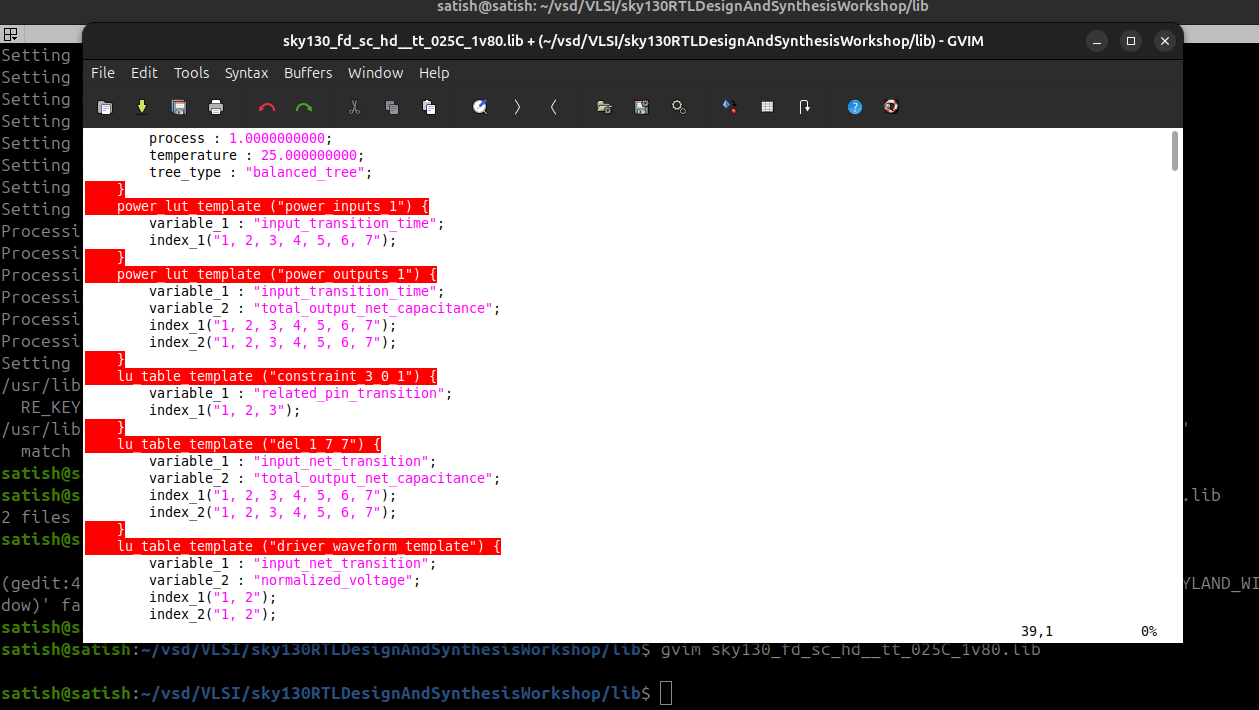 satish@satish: ~/vsd/VLSI/sky130RTLDesignAndSynthesisWorkshop/lib
sky130_fd_sc_hd__tt_025C_1v80.lib + (~/vsd/VLSI/sky130RTLDesignAndSynthesisWorkshop/lib) - GVIM
File Edit Tools Syntax Buffers Window Help
process : 1.0000000000;
temperature : 25.000000000;
tree_type : "balanced_tree";
}
power_lut_template ("power_inputs_1") {
variable_1 : "input_transition_time";
index_1("1, 2, 3, 4, 5, 6, 7");
}
power_lut_template ("power_outputs_1") {
variable_1 : "input_transition_time";
variable_2 : "total_output_net_capacitance";
index_1("1, 2, 3, 4, 5, 6, 7");
index_2("1, 2, 3, 4, 5, 6, 7");
}
lu_table_template ("constraint_3_0_1") {
variable_1 : "related_pin_transition";
index_1("1, 2, 3");
}
lu_table_template ("del_1_7_7") {
variable_1 : "input_net_transition";
variable_2 : "total_output_net_capacitance";
index_1("1, 2, 3, 4, 5, 6, 7");
index_2("1, 2, 3, 4, 5, 6, 7");
}
lu_table_template ("driver_waveform_template") {
variable_1 : "input_net_transition";
variable_2 : "normalized_voltage";
index_1("1, 2");
index_2("1, 2");
39,1 0%
Setting
Setting
Setting
Setting
Setting
Setting
Setting
Setting
Processi
Processi
Processi
Processi
Processi
Processi
Setting
/usr/lib
RE_KEY
/usr/lib '
match
satish@s
satish@s .lib
2 files
satish@s
(gedit:4 YLAND_WI
dow)' fa
satish@s
satish@satish:~/vsd/VLSI/sky130RTLDesignAndSynthesisWorkshop/lib$ gvim sky130_fd_sc_hd__tt_025C_1v80.lib
satish@satish:~/vsd/VLSI/sky130RTLDesignAndSynthesisWorkshop/lib$